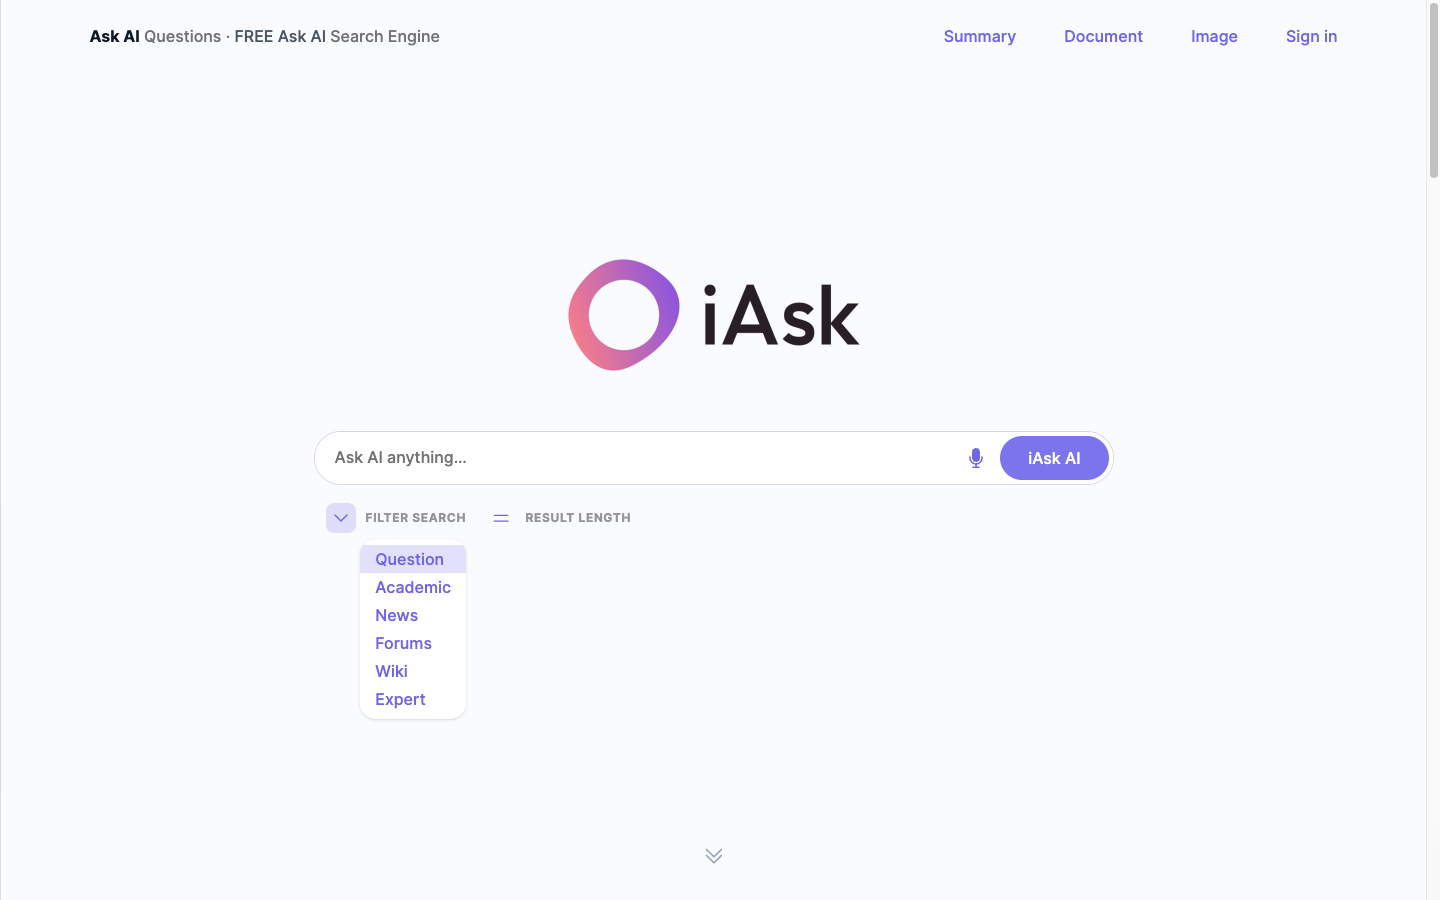 Ask AI Questions · FREE Ask AI Search Engine
Summary
Document
Image
Sign in
iAsk
Ask AI anything...
iAsk AI
FILTER SEARCH
RESULT LENGTH
Question
Academic
News
Forums
Wiki
Expert